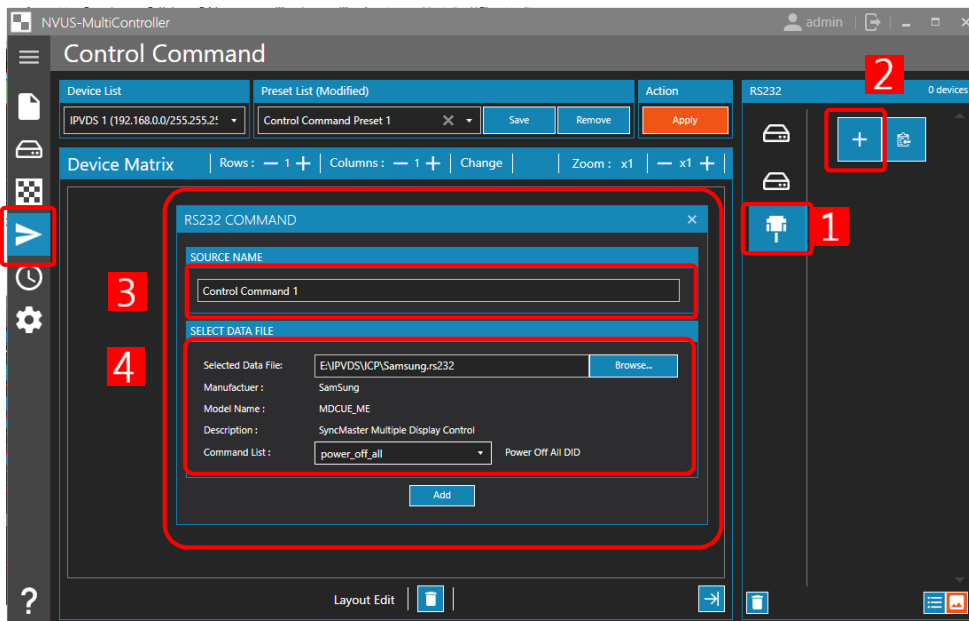 NVUS-MultiController
admin
Control Command
Device List
Preset List (Modified)
Action
RS232
0 devices
IPVDS 1 (192.168.0.0/255.255.25
Control Command Preset 1
Save
Remove
Apply
2
Device Matrix
Rows : 1
Columns : 1
Change
Zoom : x1
x1
1
RS232 COMMAND
SOURCE NAME
3
Control Command 1
SELECT DATA FILE
4
Selected Data File: E:\IPVDS\ICP\Samsung.rs232 Browse...
Manufactuer : SamSung
Model Name : MDCUE_ME
Description : SyncMaster Multiple Display Control
Command List : power_off_all Power Off All DID
Add
Layout Edit
?